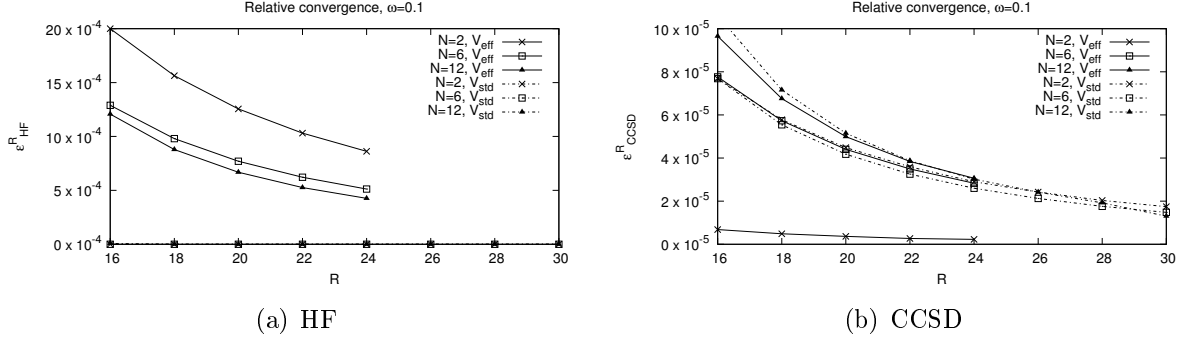 Relative convergence, ω=0.1
20 x 10⁻⁴
15 x 10⁻⁴
10 x 10⁻⁴
5 x 10⁻⁴
0 x 10⁻⁴
ε^R_HF
N=2, V_eff
N=6, V_eff
N=12, V_eff
N=2, V_std
N=6, V_std
N=12, V_std
16 18 20 22 24 26 28 30
R
(a) HF
Relative convergence, ω=0.1
10 x 10⁻⁵
8 x 10⁻⁵
6 x 10⁻⁵
4 x 10⁻⁵
2 x 10⁻⁵
0 x 10⁻⁵
ε^R_CCSD
N=2, V_eff
N=6, V_eff
N=12, V_eff
N=2, V_std
N=6, V_std
N=12, V_std
16 18 20 22 24 26 28 30
R
(b) CCSD